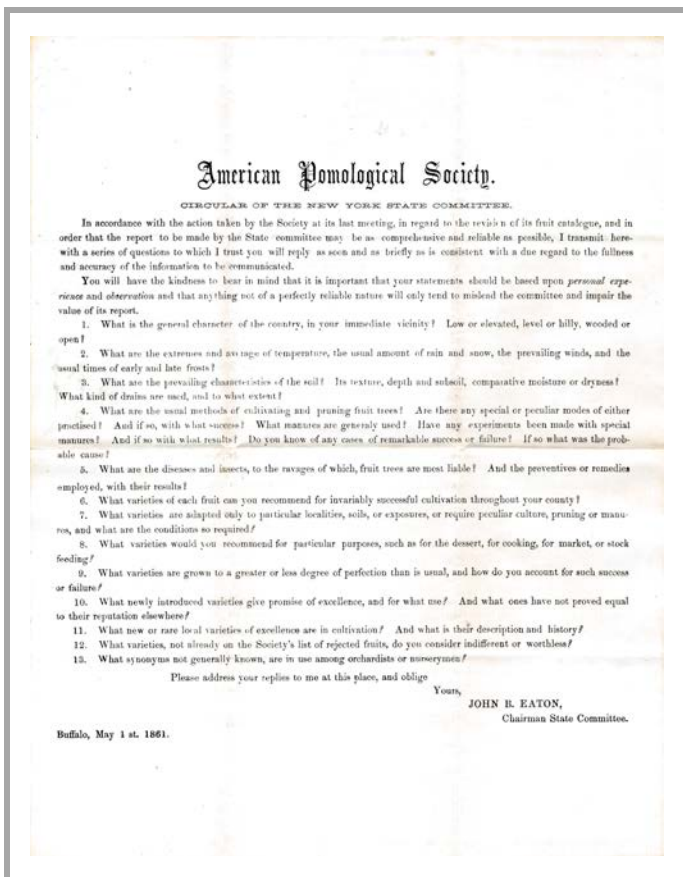 American Pomological Society.
CIRCULAR OF THE NEW YORK STATE COMMITTEE.
In accordance with the action taken by the Society at its last meeting, in regard to the revision of its fruit catalogue, and in
order that the report to be made by the State committee may be as comprehensive and reliable as possible, I transmit here-
with a series of questions to which I trust you will reply as soon and as briefly as is consistent with a due regard to the fullness
and accuracy of the information to be communicated.
You will have the kindness to bear in mind that it is important that your statements should be based upon personal expe-
rience and observation and that anything not of a perfectly reliable nature will only tend to mislead the committee and impair the
value of its report.
1. What is the general character of the country, in your immediate vicinity? Low or elevated, level or hilly, wooded or
open?
2. What are the extremes and average of temperature, the usual amount of rain and snow, the prevailing winds, and the
usual times of early and late frosts?
3. What are the prevailing characteristics of the soil? Its texture, depth and subsoil, comparative moisture or dryness?
What kind of drains are used, and to what extent?
4. What are the usual methods of cultivating and pruning fruit trees? Are there any special or peculiar modes of either
practised? And if so, with what success? What manures are generaly used? Have any experiments been made with special
manures? And if so with what results? Do you know of any cases of remarkable success or failure? If so what was the prob-
able cause?
5. What are the diseases and insects, to the ravages of which, fruit trees are most liable? And the preventives or remedies
employed, with their results?
6. What varieties of each fruit can you recommend for invariably successful cultivation throughout your county?
7. What varieties are adapted only to particular localities, soils, or exposures, or require peculiar culture, pruning or manu-
res, and what are the conditions so required?
8. What varieties would you recommend for particular purposes, such as for the dessert, for cooking, for market, or stock
feeding?
9. What varieties are grown to a greater or less degree of perfection than is usual, and how do you account for such success
or failure?
10. What newly introduced varieties give promise of excellence, and for what use? And what ones have not proved equal
to their reputation elsewhere?
11. What new or rare local varieties of excellence are in cultivation? And what is their description and history?
12. What varieties, not already on the Society's list of rejected fruits, do you consider indifferent or worthless?
13. What synonyms not generally known, are in use among orchardists or nurserymen?
Please address your replies to me at this place, and oblige
Yours,
JOHN B. EATON,
Chairman State Committee.
Buffalo, May 1 st. 1861.